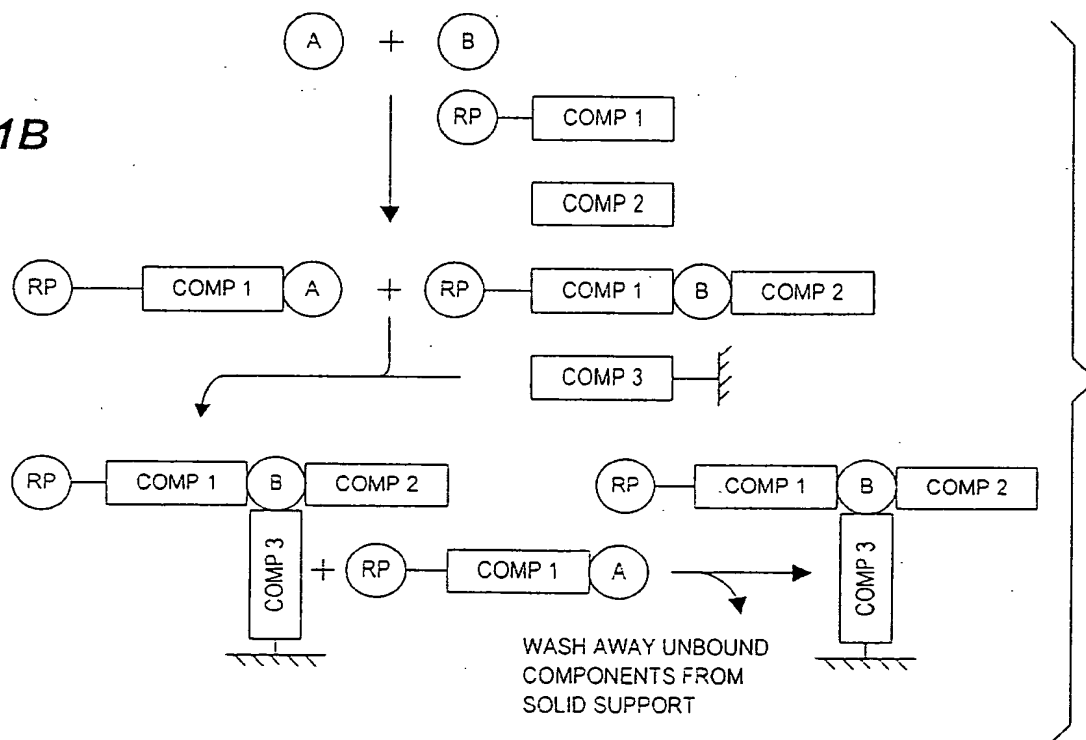 A + B
1B
RP COMP 1
COMP 2
RP COMP 1 A + RP COMP 1 B COMP 2
COMP 3
RP COMP 1 B COMP 2
COMP 3
+ RP COMP 1 A
RP COMP 1 B COMP 2
COMP 3
WASH AWAY UNBOUND
COMPONENTS FROM
SOLID SUPPORT